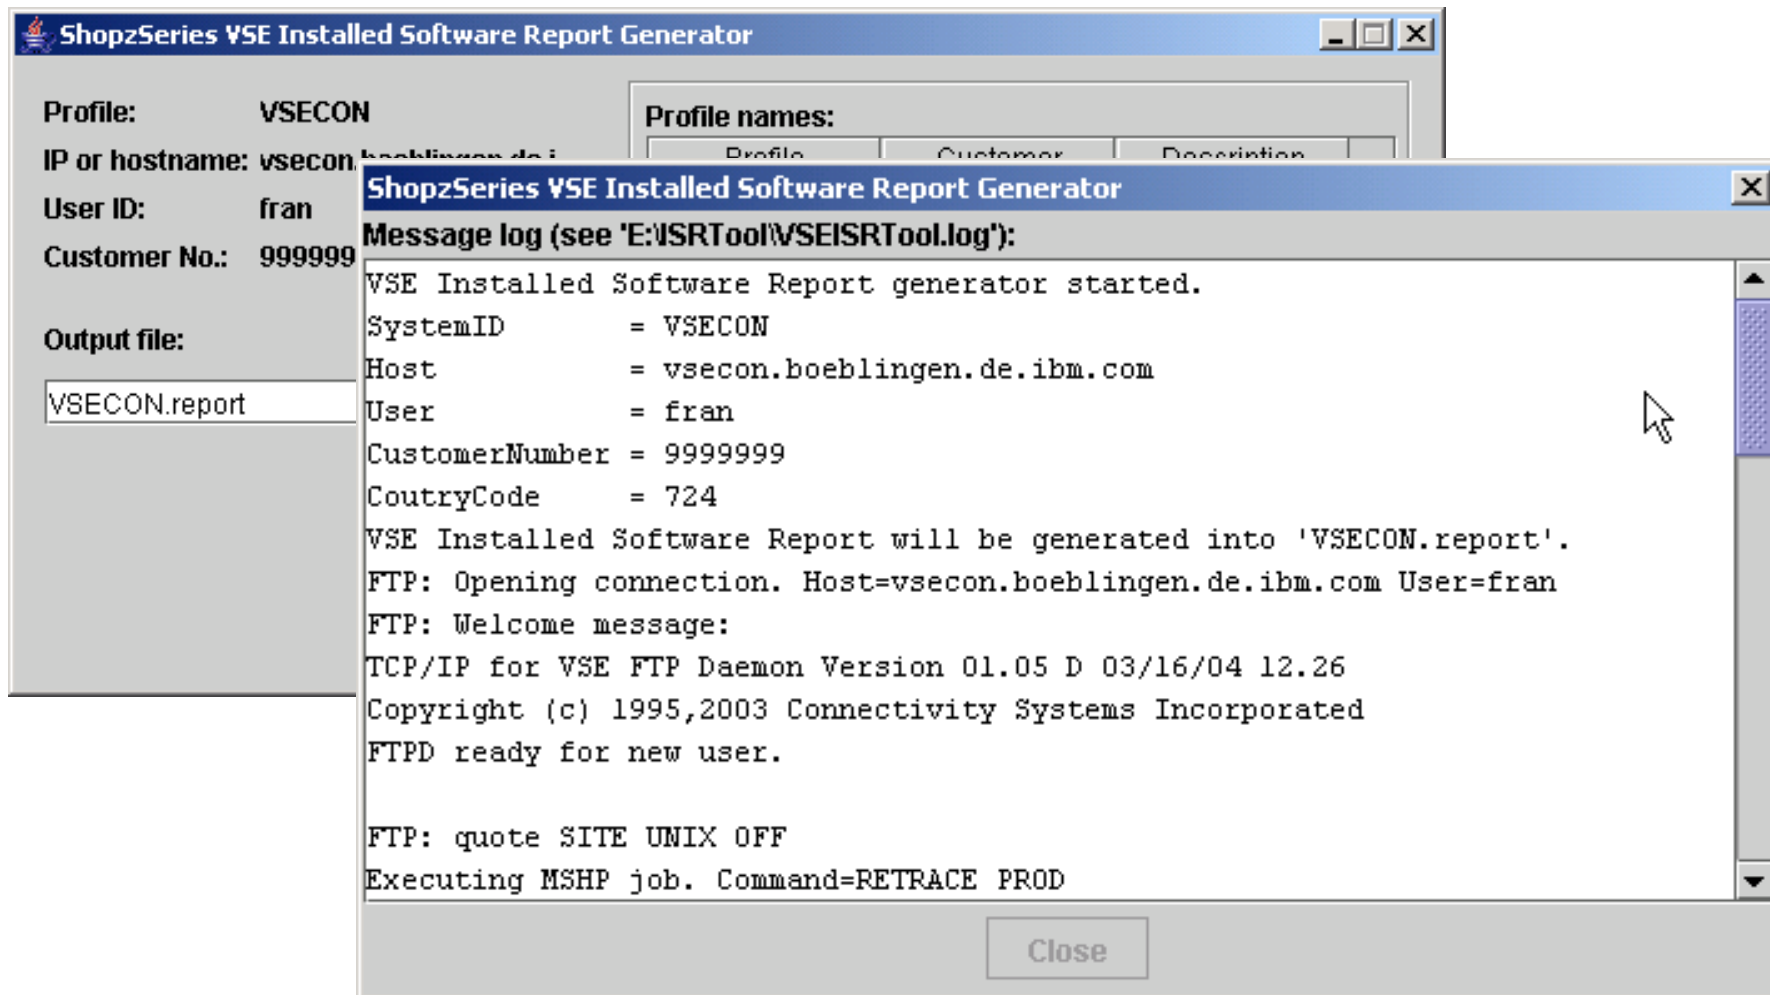 ShopzSeries VSE Installed Software Report Generator
Profile: VSECON
IP or hostname: vsecon.boeblingen.de.i
User ID: fran
Customer No.: 999999
Output file:
VSECON.report
Profile names:
Profile Customer Description
ShopzSeries VSE Installed Software Report Generator
Message log (see 'E:\ISRTool\VSEISRTool.log'):
VSE Installed Software Report generator started.
SystemID = VSECON
Host = vsecon.boeblingen.de.ibm.com
User = fran
CustomerNumber = 9999999
CoutryCode = 724
VSE Installed Software Report will be generated into 'VSECON.report'.
FTP: Opening connection. Host=vsecon.boeblingen.de.ibm.com User=fran
FTP: Welcome message:
TCP/IP for VSE FTP Daemon Version 01.05 D 03/16/04 12.26
Copyright (c) 1995,2003 Connectivity Systems Incorporated
FTPD ready for new user.
FTP: quote SITE UNIX OFF
Executing MSHP job. Command=RETRACE PROD
Close